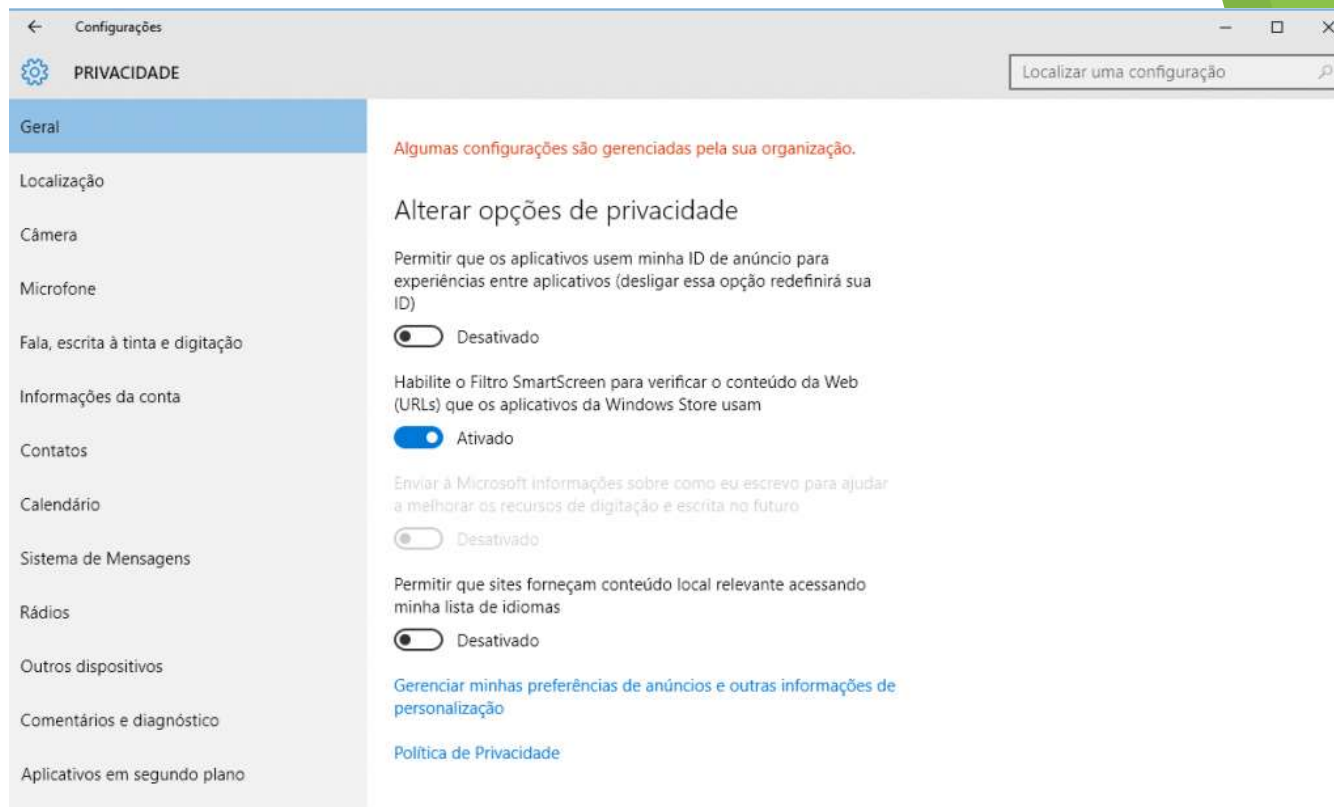 Configurações
PRIVACIDADE
Localizar uma configuração
Geral
Localização
Câmera
Microfone
Fala, escrita à tinta e digitação
Informações da conta
Contatos
Calendário
Sistema de Mensagens
Rádios
Outros dispositivos
Comentários e diagnóstico
Aplicativos em segundo plano
Algumas configurações são gerenciadas pela sua organização.
Alterar opções de privacidade
Permitir que os aplicativos usem minha ID de anúncio para
experiências entre aplicativos (desligar essa opção redefinirá sua
ID)
Desativado
Habilite o Filtro SmartScreen para verificar o conteúdo da Web
(URLs) que os aplicativos da Windows Store usam
Ativado
Enviar à Microsoft informações sobre como eu escrevo para ajudar
a melhorar os recursos de digitação e escrita no futuro
Desativado
Permitir que sites forneçam conteúdo local relevante acessando
minha lista de idiomas
Desativado
Gerenciar minhas preferências de anúncios e outras informações de
personalização
Política de Privacidade